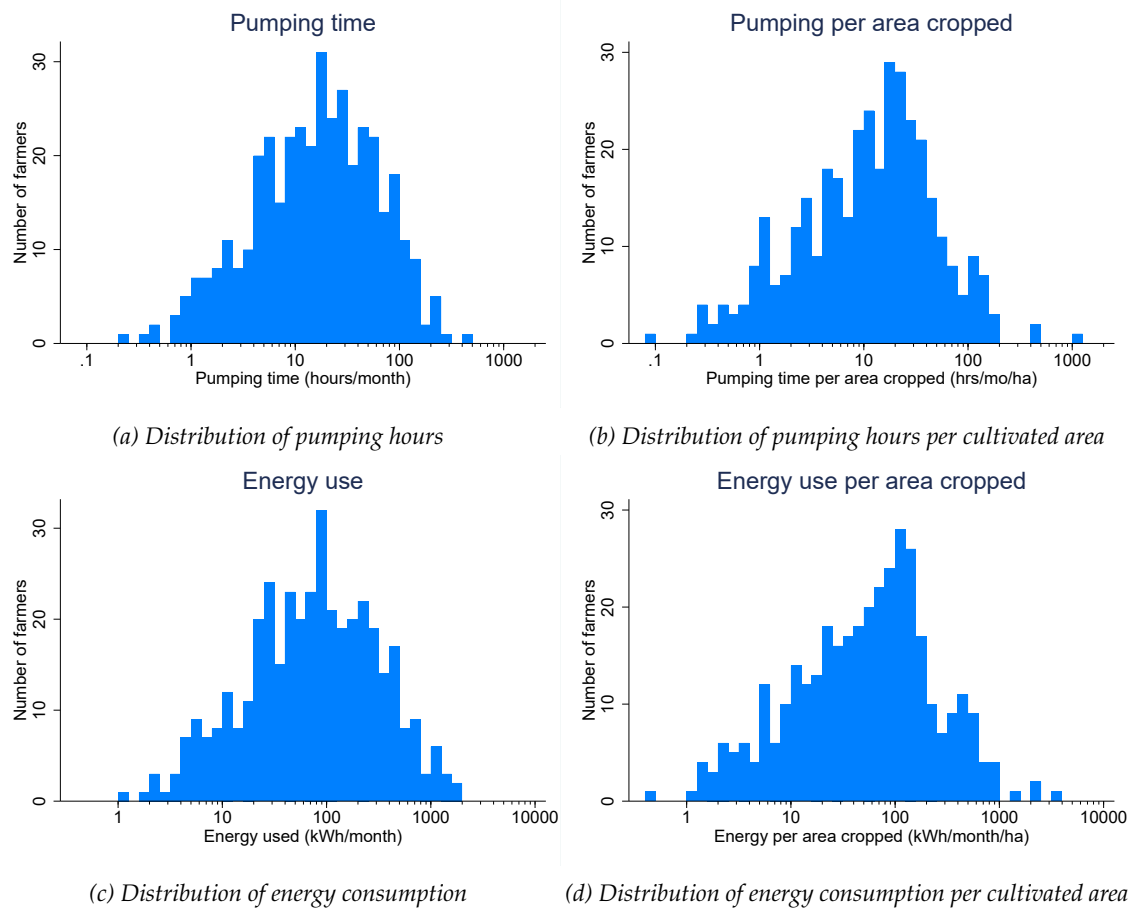 Pumping time
Number of farmers
30
20
10
0
.1 1 10 100 1000
Pumping time (hours/month)
(a) Distribution of pumping hours
Pumping per area cropped
Number of farmers
30
20
10
0
.1 1 10 100 1000
Pumping time per area cropped (hrs/mo/ha)
(b) Distribution of pumping hours per cultivated area
Energy use
Number of farmers
30
20
10
0
1 10 100 1000 10000
Energy used (kWh/month)
(c) Distribution of energy consumption
Energy use per area cropped
Number of farmers
30
20
10
0
1 10 100 1000 10000
Energy per area cropped (kWh/month/ha)
(d) Distribution of energy consumption per cultivated area